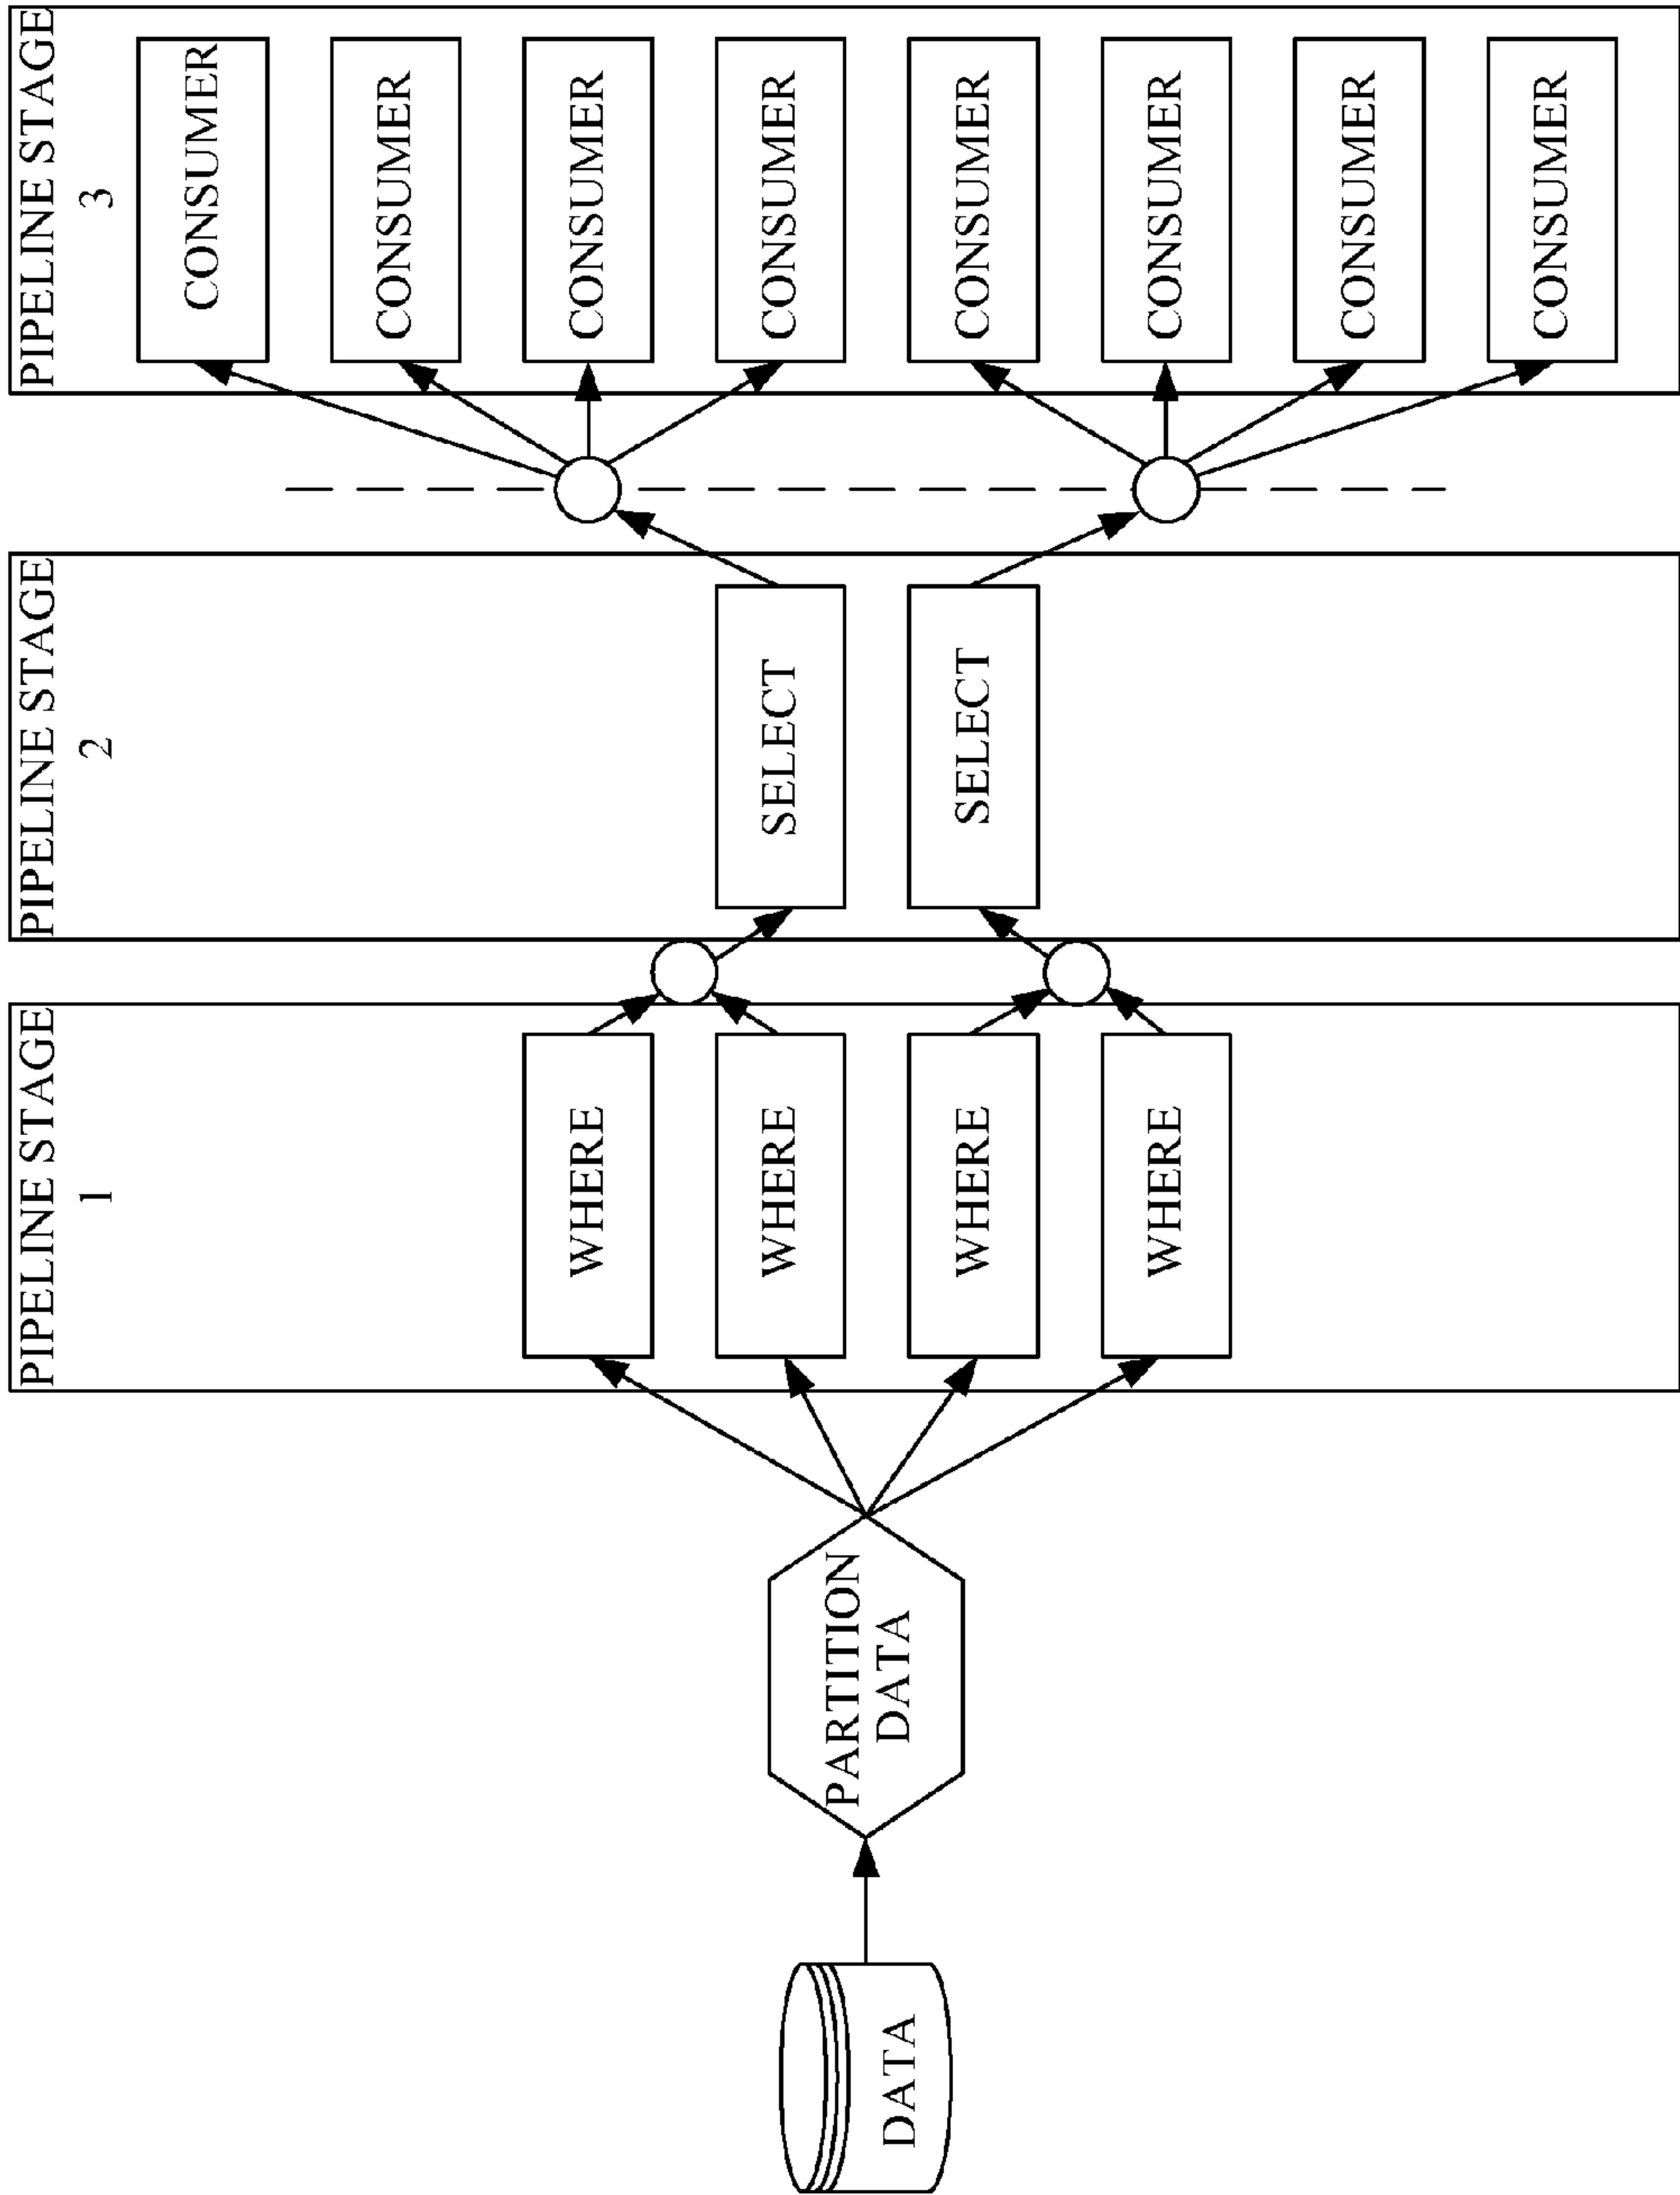 DATA
PARTITION
DATA
PIPELINE STAGE
1
WHERE
WHERE
WHERE
WHERE
PIPELINE STAGE
2
SELECT
SELECT
PIPELINE STAGE
3
CONSUMER
CONSUMER
CONSUMER
CONSUMER
CONSUMER
CONSUMER
CONSUMER
CONSUMER